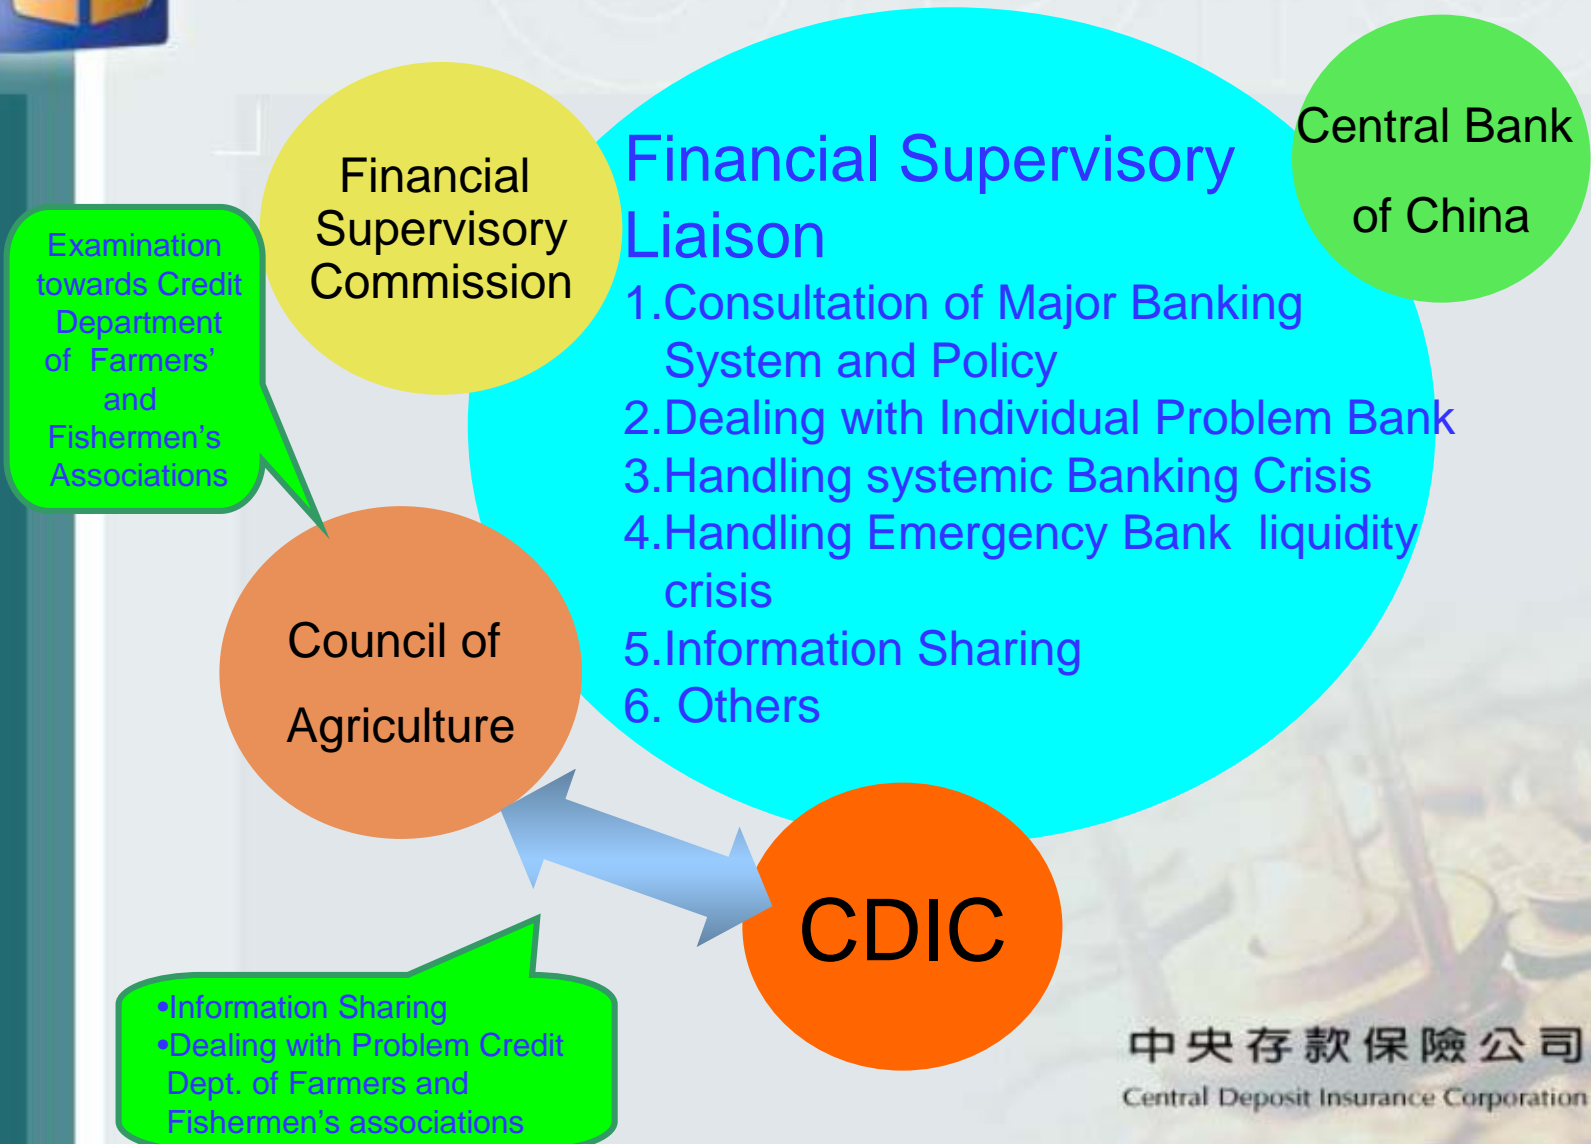 Financial
Supervisory
Commission
Financial Supervisory
Liaison
1.Consultation of Major Banking
System and Policy
2.Dealing with Individual Problem Bank
3.Handling systemic Banking Crisis
4.Handling Emergency Bank liquidity
crisis
5.Information Sharing
6. Others
Central Bank
of China
Examination
towards Credit
Department
of Farmers'
and
Fishermen's
Associations
Council of
Agriculture
CDIC
•Information Sharing
•Dealing with Problem Credit
Dept. of Farmers and
Fishermen's associations
中央存款保險公司
Central Deposit Insurance Corporation